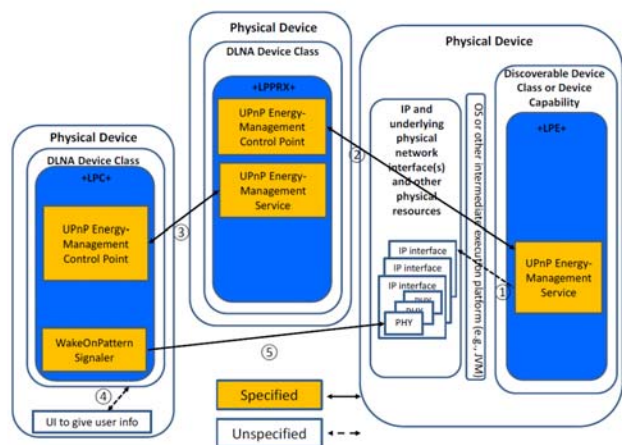 Physical Device
DLNA Device Class
+LPC+
UPnP Energy-
Management
Control Point
WakeOnPattern
Signaler
④
UI to give user info
③
Physical Device
DLNA Device Class
+LPPRX+
UPnP Energy-
Management
Control Point
UPnP Energy-
Management
Service
②
⑤
Physical Device
IP and
underlying
physical
network
interface(s)
and other
physical
resources
IP interface
IP interface
IP interface
PHY
OS or other intermediate execution platform (e.g., JVM)
①
Discoverable Device
Class or Device
Capability
+LPE+
UPnP Energy-
Management
Service
Specified
Unspecified